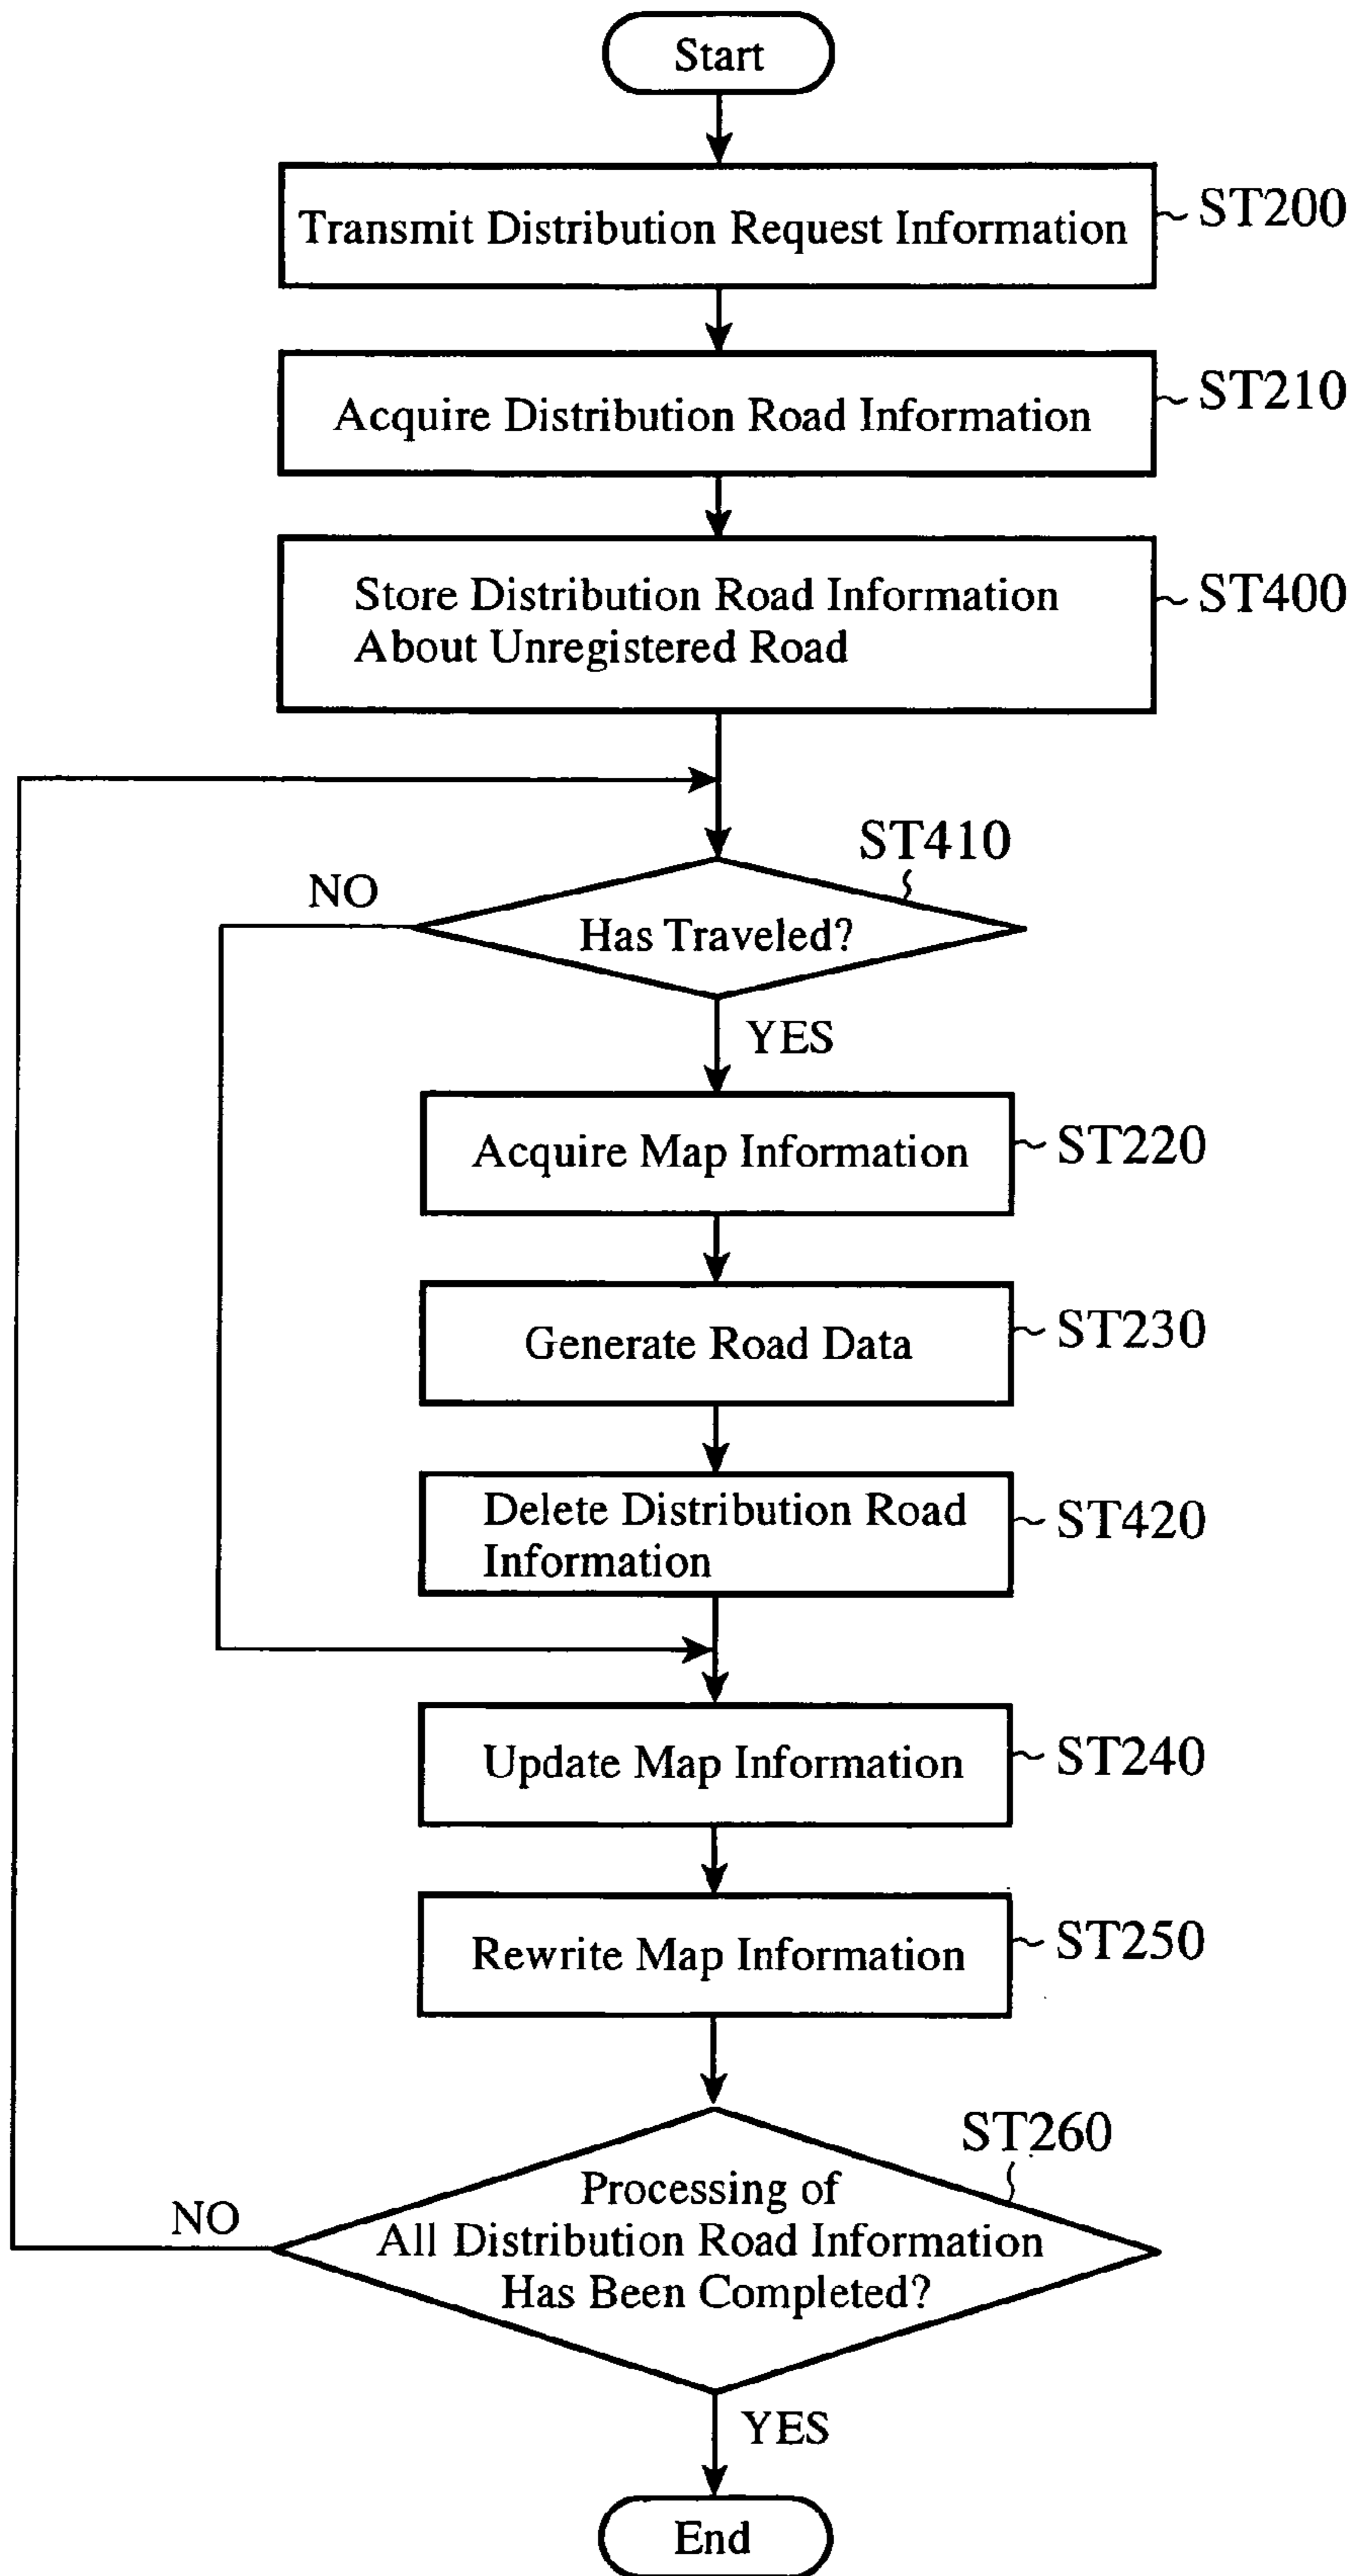 Start
Transmit Distribution Request Information
ST200
Acquire Distribution Road Information
ST210
Store Distribution Road Information
About Unregistered Road
ST400
ST410
NO
Has Traveled?
YES
Acquire Map Information
ST220
Generate Road Data
ST230
Delete Distribution Road
Information
ST420
Update Map Information
ST240
Rewrite Map Information
ST250
ST260
NO
Processing of
All Distribution Road Information
Has Been Completed?
YES
End